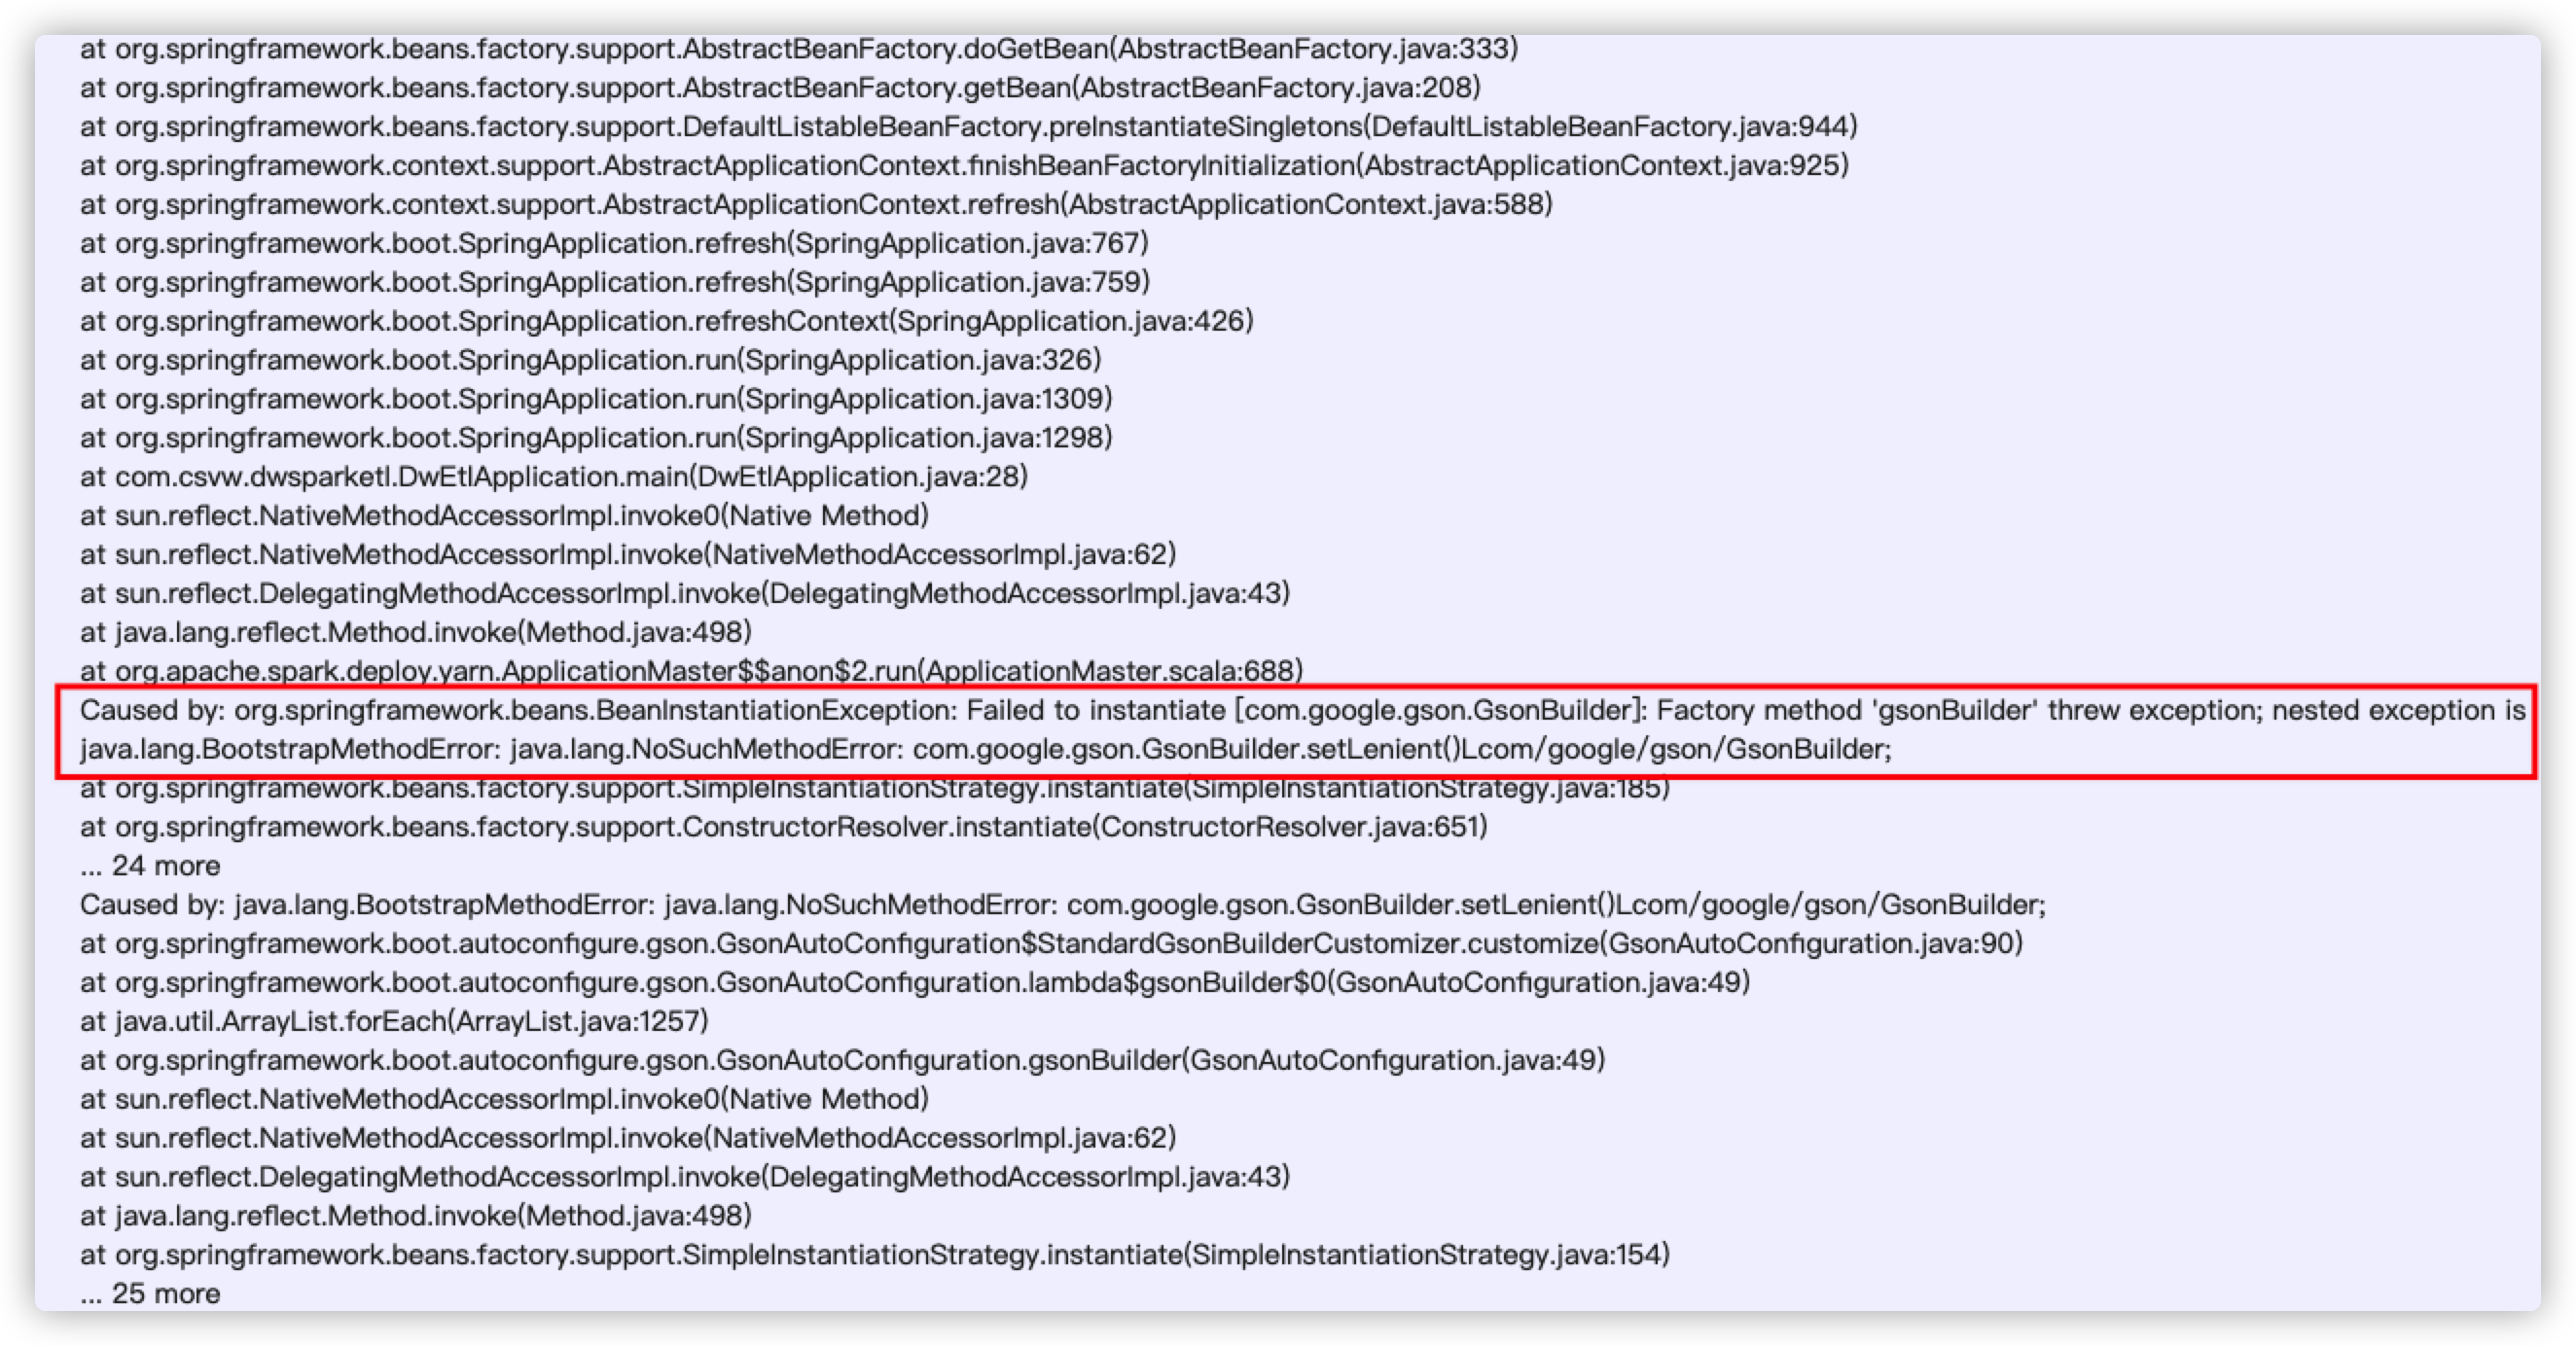 at org.springframework.beans.factory.support.AbstractBeanFactory.doGetBean(AbstractBeanFactory.java:333)
at org.springframework.beans.factory.support.AbstractBeanFactory.getBean(AbstractBeanFactory.java:208)
at org.springframework.beans.factory.support.DefaultListableBeanFactory.preInstantiateSingletons(DefaultListableBeanFactory.java:944)
at org.springframework.context.support.AbstractApplicationContext.finishBeanFactoryInitialization(AbstractApplicationContext.java:925)
at org.springframework.context.support.AbstractApplicationContext.refresh(AbstractApplicationContext.java:588)
at org.springframework.boot.SpringApplication.refresh(SpringApplication.java:767)
at org.springframework.boot.SpringApplication.refresh(SpringApplication.java:759)
at org.springframework.boot.SpringApplication.refreshContext(SpringApplication.java:426)
at org.springframework.boot.SpringApplication.run(SpringApplication.java:326)
at org.springframework.boot.SpringApplication.run(SpringApplication.java:1309)
at org.springframework.boot.SpringApplication.run(SpringApplication.java:1298)
at com.csvw.dwsparketl.DwEtlApplication.main(DwEtlApplication.java:28)
at sun.reflect.NativeMethodAccessorImpl.invoke0(Native Method)
at sun.reflect.NativeMethodAccessorImpl.invoke(NativeMethodAccessorImpl.java:62)
at sun.reflect.DelegatingMethodAccessorImpl.invoke(DelegatingMethodAccessorImpl.java:43)
at java.lang.reflect.Method.invoke(Method.java:498)
at org.apache.spark.deploy.yarn.ApplicationMaster$$anon$2.run(ApplicationMaster.scala:688)
Caused by: org.springframework.beans.BeanInstantiationException: Failed to instantiate [com.google.gson.GsonBuilder]: Factory method 'gsonBuilder' threw exception; nested exception is
java.lang.BootstrapMethodError: java.lang.NoSuchMethodError: com.google.gson.GsonBuilder.setLenient()Lcom/google/gson/GsonBuilder;
at org.springframework.beans.factory.support.SimpleInstantiationStrategy.instantiate(SimpleInstantiationStrategy.java:185)
at org.springframework.beans.factory.support.ConstructorResolver.instantiate(ConstructorResolver.java:651)
... 24 more
Caused by: java.lang.BootstrapMethodError: java.lang.NoSuchMethodError: com.google.gson.GsonBuilder.setLenient()Lcom/google/gson/GsonBuilder;
at org.springframework.boot.autoconfigure.gson.GsonAutoConfiguration$StandardGsonBuilderCustomizer.customize(GsonAutoConfiguration.java:90)
at org.springframework.boot.autoconfigure.gson.GsonAutoConfiguration.lambda$gsonBuilder$0(GsonAutoConfiguration.java:49)
at java.util.ArrayList.forEach(ArrayList.java:1257)
at org.springframework.boot.autoconfigure.gson.GsonAutoConfiguration.gsonBuilder(GsonAutoConfiguration.java:49)
at sun.reflect.NativeMethodAccessorImpl.invoke0(Native Method)
at sun.reflect.NativeMethodAccessorImpl.invoke(NativeMethodAccessorImpl.java:62)
at sun.reflect.DelegatingMethodAccessorImpl.invoke(DelegatingMethodAccessorImpl.java:43)
at java.lang.reflect.Method.invoke(Method.java:498)
at org.springframework.beans.factory.support.SimpleInstantiationStrategy.instantiate(SimpleInstantiationStrategy.java:154)
... 25 more